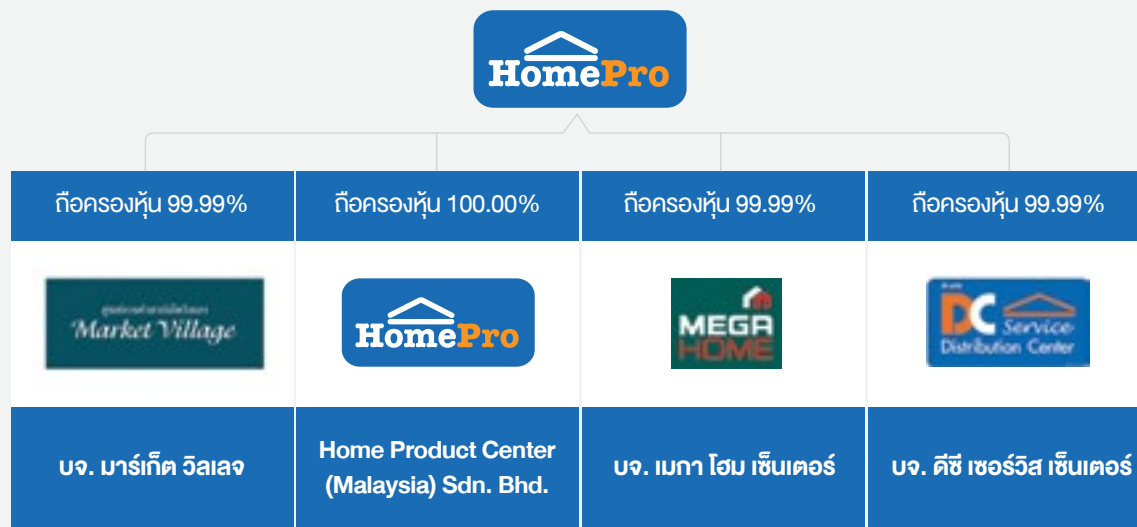 HomePro
ถือครองหุ้น 99.99%
ถือครองหุ้น 100.00%
ถือครองหุ้น 99.99%
ถือครองหุ้น 99.99%
Market Village
HomePro
MEGA
HOME
DC Service
Distribution Center
บจ. มาร์เก็ต วิลเลจ
Home Product Center
(Malaysia) Sdn. Bhd.
บจ. เมกา โฮม เซ็นเตอร์
บจ. ดีซี เซอร์วิส เซ็นเตอร์